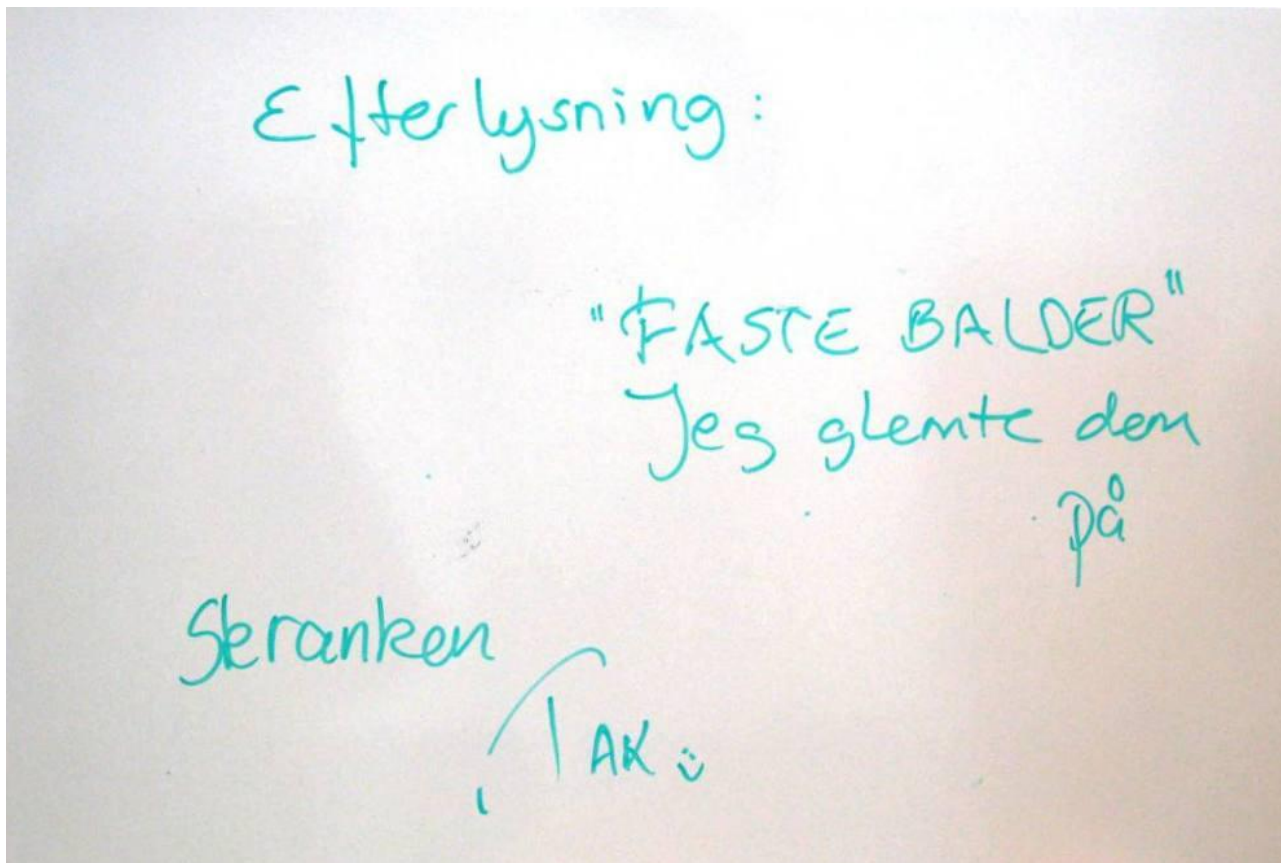 Efterlysning:
"FASTE BALDER"
Jeg glemte dem
på
Skranken
TAK ü